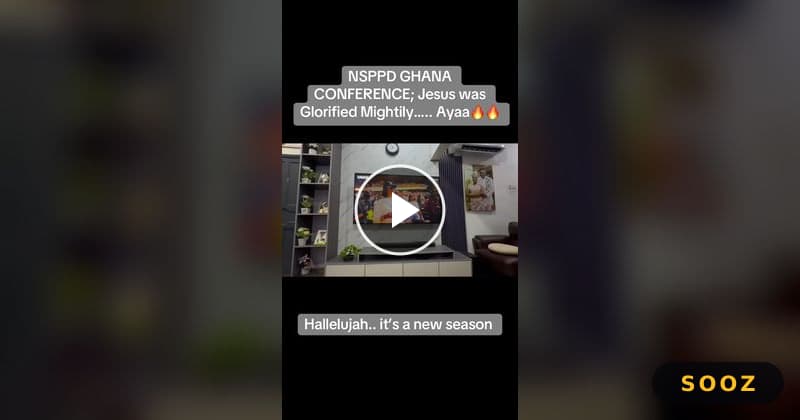 NSPPD GHANA
CONFERENCE; Jesus was
Glorified Mightily..... Ayaa🔥🔥
Hallelujah.. it's a new season
SOOZ